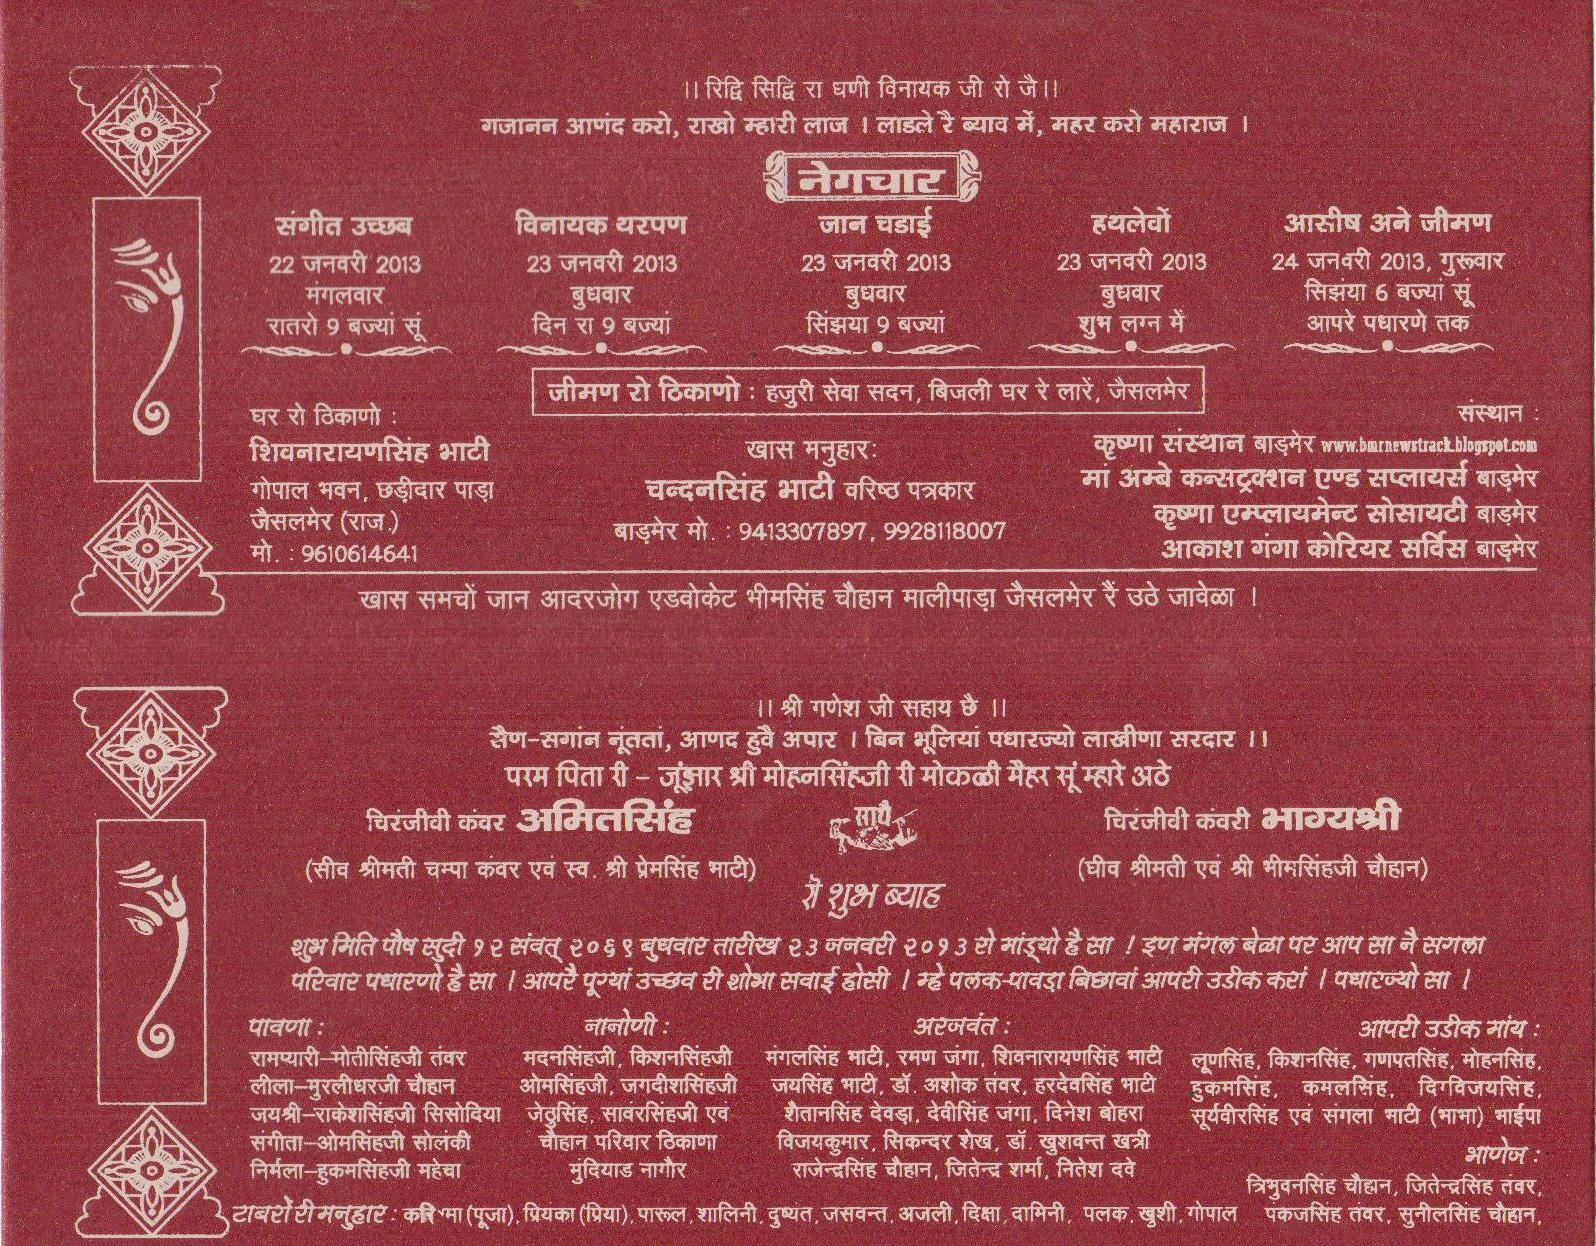 ।। रिद्वि सिद्वि रा धणी विनायक जी रो जै।।
गजानन आणंद करो, राखो म्हारी लाज । लाडले रै ब्याव में, महर करो महाराज ।
नेगचार
संगीत उच्छब
22 जनवरी 2013
मंगलवार
रातरो 9 बज्यां सूं
विनायक थरपण
23 जनवरी 2013
बुधवार
दिन रा 9 बज्यां
जान चडाई
23 जनवरी 2013
बुधवार
सिंझया 9 बज्यां
हथलेवों
23 जनवरी 2013
बुधवार
शुभ लग्न में
आसीष अने जीमण
24 जनवरी 2013, गुरूवार
सिझंया 6 बज्यां सूं
आपरे पधारणे तक
जीमण रो ठिकाणो : हजुरी सेवा सदन, बिजली घर रे लारें, जैसलमेर
घर रो ठिकाणो :
शिवनारायणसिंह भाटी
गोपाल भवन, छड़ीदार पाड़ा
जैसलमेर (राज.)
मो. : 9610614641
खास मनुहारः
चन्दनसिंह भाटी वरिष्ठ पत्रकार
बाड़मेर मो. : 9413307897, 9928118007
संस्थान :
कृष्णा संस्थान बाड़मेर www.bmrnewstrack.blogspot.com
मां अम्बे कन्सट्रक्शन एण्ड सप्लायर्स बाड़मेर
कृष्णा एम्प्लायमेन्ट सोसायटी बाड़मेर
आकाश गंगा कोरियर सर्विस बाड़मेर
खास समचों जान आदरजोग एडवोकेट भीमसिंह चौहान मालीपाड़ा जैसलमेर रैं उठे जावेळा ।
।। श्री गणेश जी सहाय छै ।।
सैण-सगांन नूंततां, आणद हुवै अपार । बिन भूलियां पधारज्यो लाखीणा सरदार ।।
परम पिता री - जूंझार श्री मोहनसिंहजी री मोकळी मैहर सूं म्हारे अठे
चिरंजीवी कंवर अमितसिंह
(सीव श्रीमती चम्पा कंवर एवं स्व. श्री प्रेमसिंह भाटी)
साथै
चिरंजीवी कंवरी भाग्यश्री
(घीव श्रीमती एवं श्री भीमसिंहजी चौहान)
रो शुभ ब्याह
शुभ मिति पौष सुदी १२ संवत् २०६९ बुधवार तारीख २३ जनवरी २०१३ रो मांड्यो है सा ! इण मंगल बेळा पर आप सा नै सगला
परिवार पधारणो है सा । आपरै पूग्यां उच्छव री शोभा सवाई होसी । म्हे पलक-पावड़ा बिछावां आपरी उडीक करां । पधारज्यो सा ।
पावणा :
रामप्यारी-मोतीसिंहजी तंवर
लीला-मुरलीधरजी चौहान
जयश्री-राकेशसिंहजी सिसोदिया
संगीता-ओमसिंहजी सोलंकी
निर्मला-हुकमसिंहजी महेचा
नानोणी :
मदनसिंहजी, किशनसिंहजी
ओमसिंहजी, जगदीशसिंहजी
जेठुसिंह, सावंरसिंहजी एवं
चौहान परिवार ठिकाणा
मुंदियाड नागौर
अरजवंत :
मंगलसिंह भाटी, रमण जंगा, शिवनारायणसिंह भाटी
जयसिंह भाटी, डॉ. अशोक तंवर, हरदेवसिंह भाटी
शैतानसिंह देवड़ा, देवीसिंह जंगा, दिनेश बोहरा
विजयकुमार, सिकन्दर शेख, डॉ. खुशवन्त खत्री
राजेन्द्रसिंह चौहान, जितेन्द्र शर्मा, नितेश दवे
आपरी उडीक मांय :
लूणसिंह, किशनसिंह, गणपतसिंह, मोहनसिंह,
हुकमसिंह, कमलसिंह, दिग्विजयसिंह,
सूर्यवीरसिंह एवं संगला भाटी (भाभा) भाईपा
भाणेज :
त्रिभुवनसिंह चौहान, जितेन्द्रसिंह तंवर,
पंकजसिंह तंवर, सुनीलसिंह चौहान,
टाबरों री मनुहार : (पूजा), प्रियंका (प्रिया), पारूल, शालिनी, दुष्यत, जसवन्त, अजली, दिक्षा, दामिनी, पलक, खुशी, गोपाल